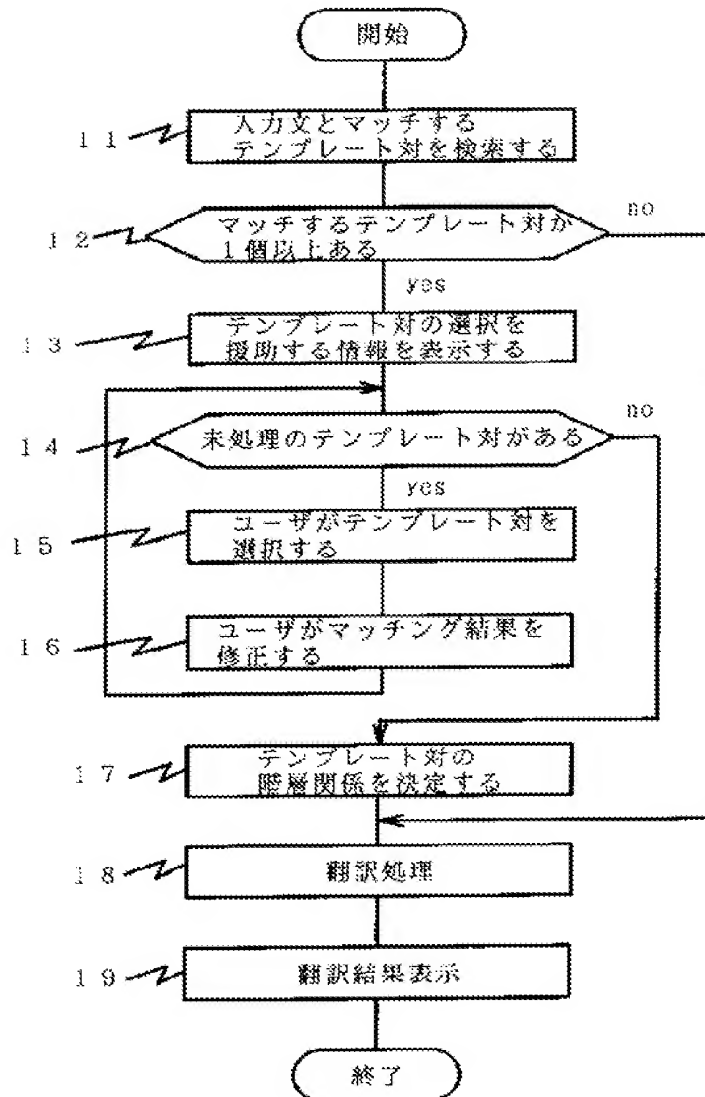 開始
11
入力文とマッチする
テンプレート対を検索する
12
マッチするテンプレート対が
1個以上ある
no
yes
13
テンプレート対の選択を
援助する情報を表示する
14
未処理のテンプレート対がある
no
yes
15
ユーザがテンプレート対を
選択する
16
ユーザがマッチング結果を
修正する
17
テンプレート対の
階層関係を決定する
18
翻訳処理
19
翻訳結果表示
終了